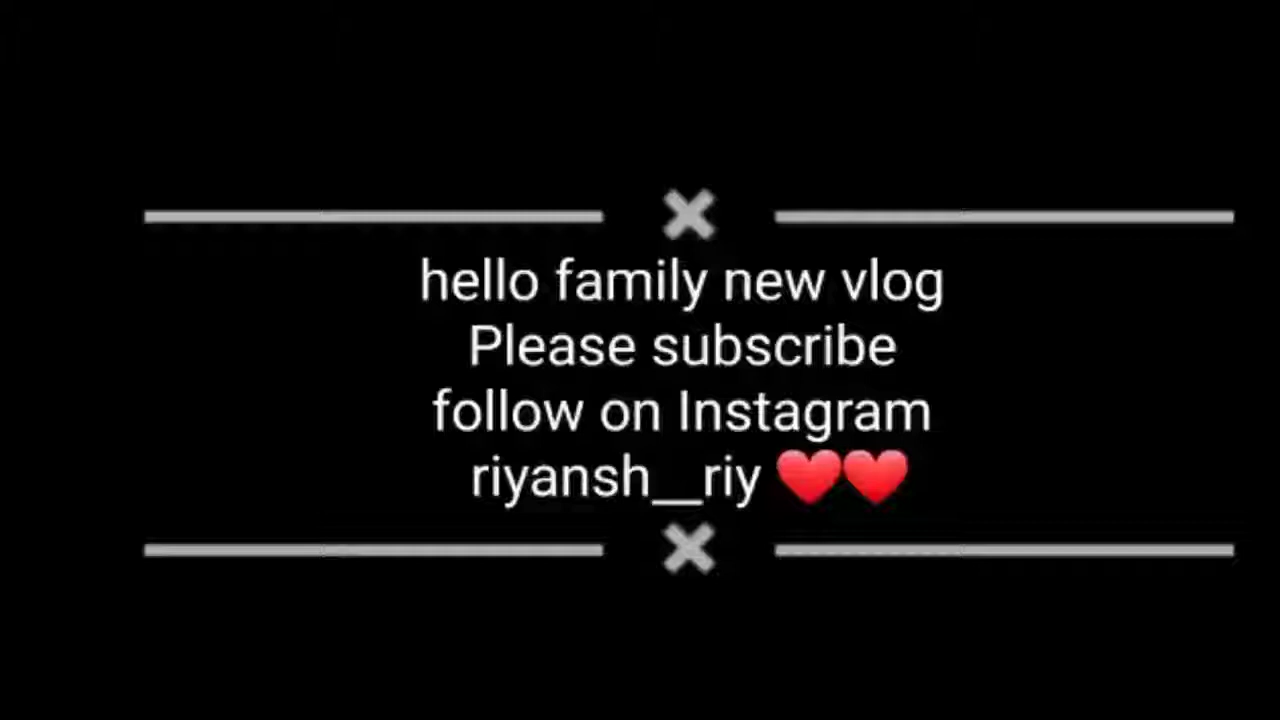 hello family new vlog
Please subscribe
follow on Instagram
riyansh__riy ❤️❤️